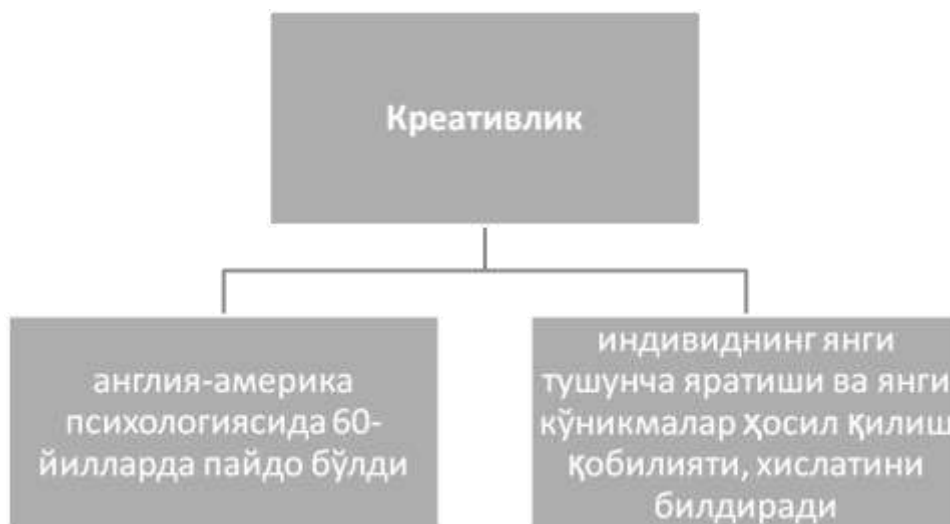 Креативлик
англия-америка
психологиясида 60-
йилларда пайдо бўлди
индивиднинг янги
тушунча яратиши ва янги
кўникмалар ҳосил қилиш
қобилияти, хислатини
билдиради